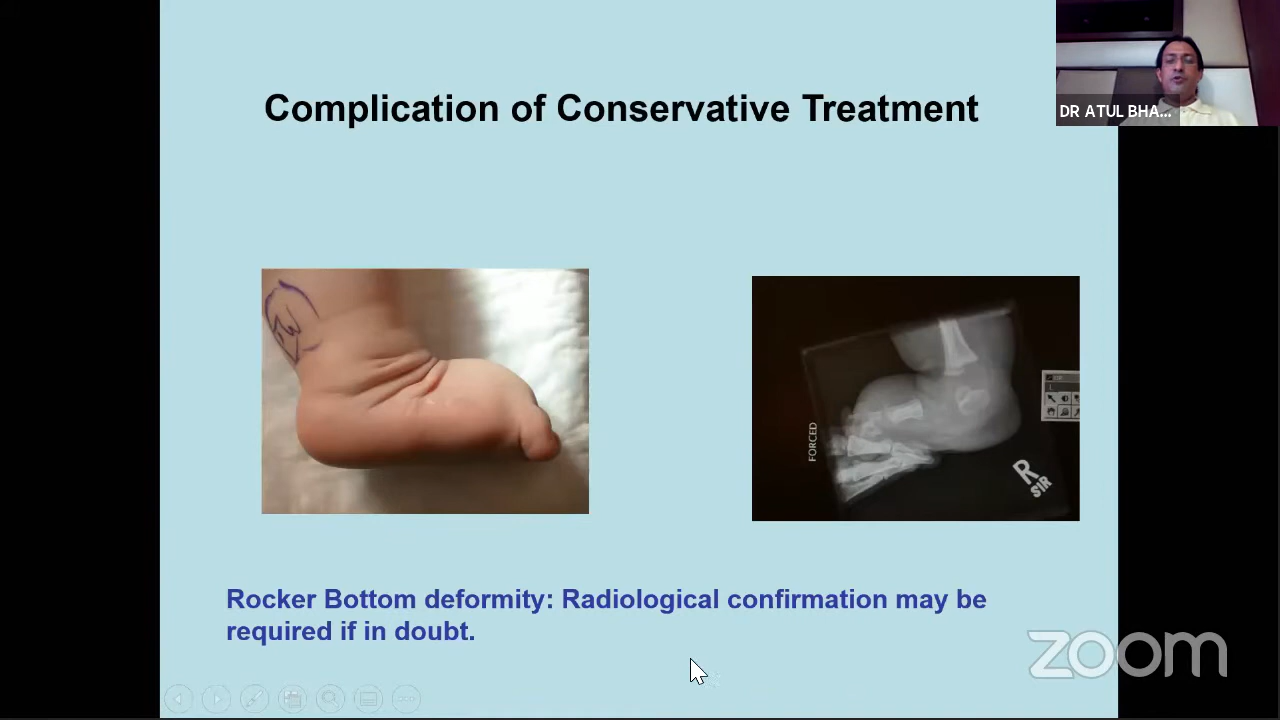 Complication of Conservative Treatment
DR ATUL BHA...
FORCED
R
SIR
Rocker Bottom deformity: Radiological confirmation may be
required if in doubt.
zoom